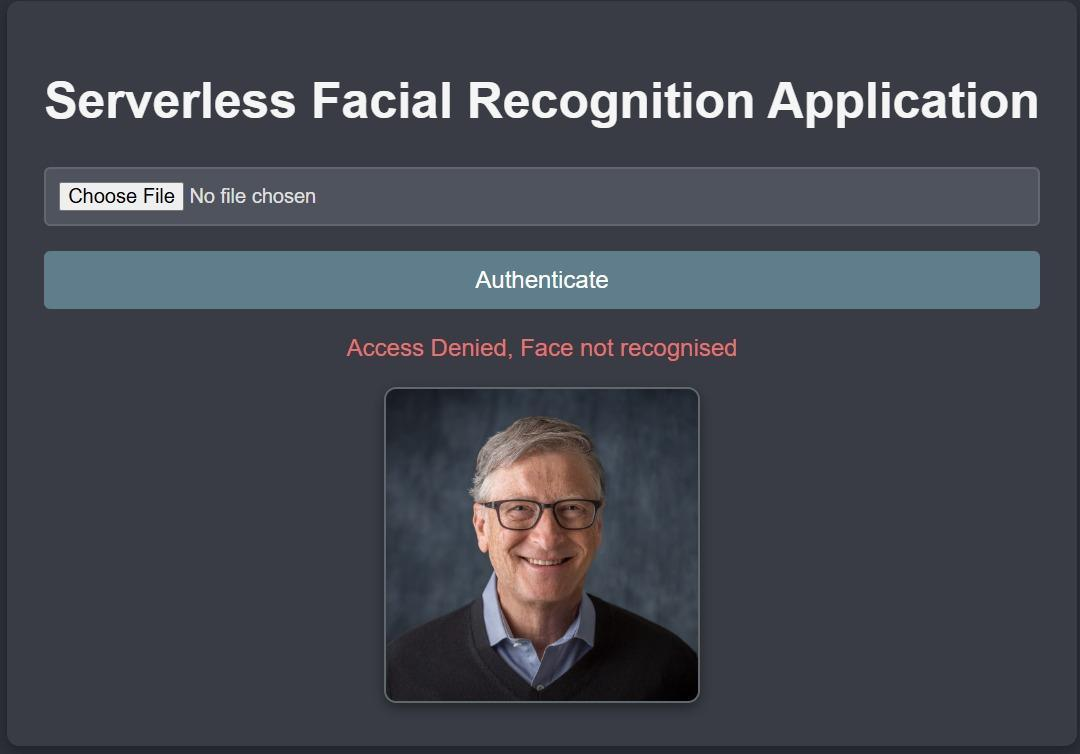 Serverless Facial Recognition Application
Choose File No file chosen
Authenticate
Access Denied, Face not recognised